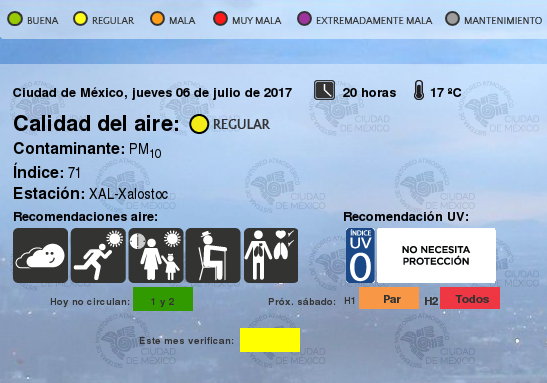 BUENA REGULAR MALA MUY MALA EXTREMADAMENTE MALA MANTENIMIENTO
Ciudad de México, jueves 06 de julio de 2017 20 horas 17 ºC
Calidad del aire: REGULAR
Contaminante: PM10
Índice: 71
Estación: XAL-Xalostoc
Recomendaciones aire: Recomendación UV:
ÍNDICE
UV
0
NO NECESITA
PROTECCIÓN
Hoy no circulan: 1 y 2 Próx. sábado: H1 Par H2 Todos
Este mes verifican:
CIUDAD
DE MÉXICO